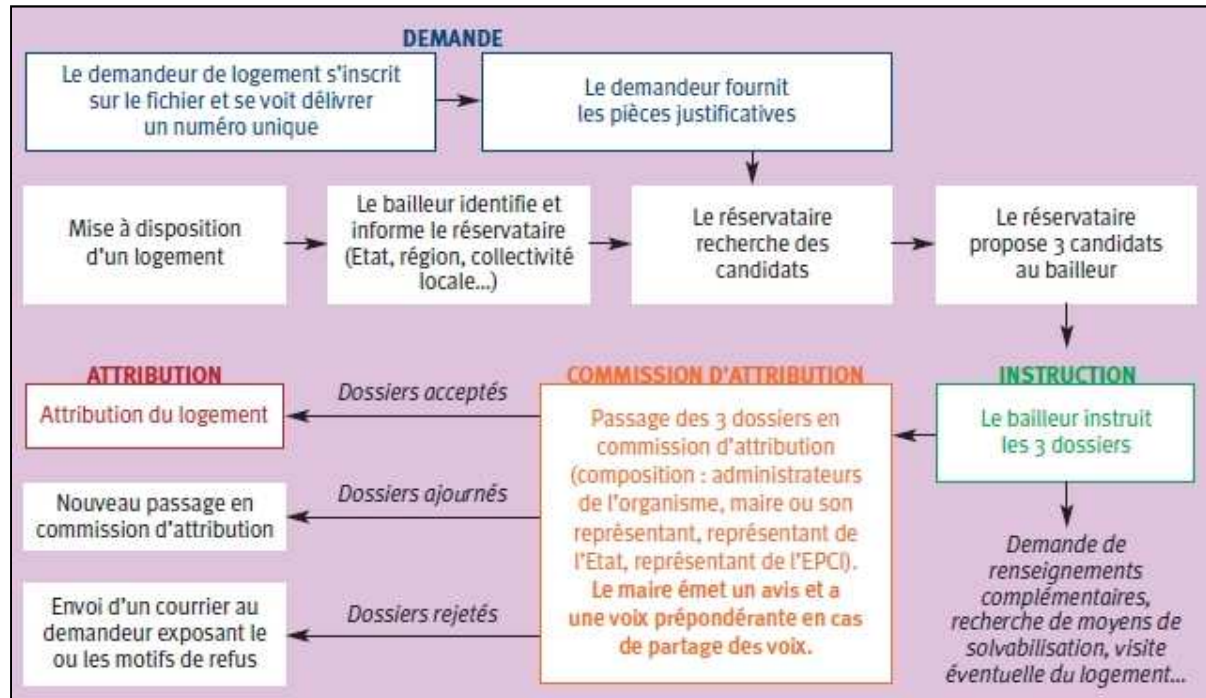 DEMANDE
Le demandeur de logement s'inscrit
sur le fichier et se voit délivrer
un numéro unique
Le demandeur fournit
les pièces justificatives
Mise à disposition
d'un logement
Le bailleur identifie et
informe le réservataire
(Etat, région, collectivité
locale...)
Le réservataire
recherche des
candidats
Le réservataire
propose 3 candidats
au bailleur
INSTRUCTION
Le bailleur instruit
les 3 dossiers
Demande de
renseignements
complémentaires,
recherche de moyens de
solvabilisation, visite
éventuelle du logement...
COMMISSION D'ATTRIBUTION
Passage des 3 dossiers en
commission d'attribution
(composition : administrateurs
de l'organisme, maire ou son
représentant, représentant de
l'Etat, représentant de l'EPCI).
Le maire émet un avis et a
une voix prépondérante en cas
de partage des voix.
ATTRIBUTION
Dossiers acceptés
Attribution du logement
Dossiers ajournés
Nouveau passage en
commission d'attribution
Dossiers rejetés
Envoi d'un courrier au
demandeur exposant le
ou les motifs de refus